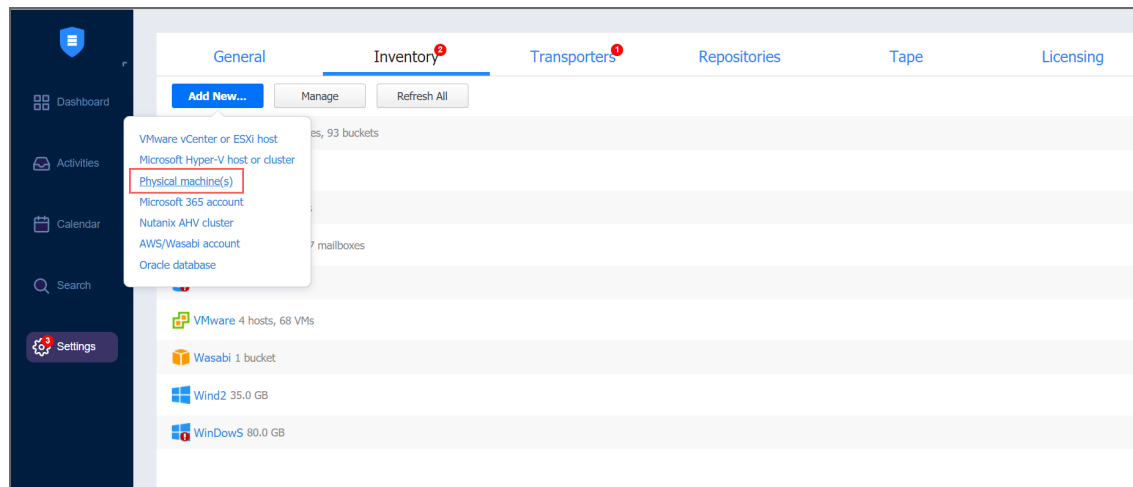 General Inventory 2 Transporters 1 Repositories Tape Licensing
Add New... Manage Refresh All
Dashboard
Activities
Calendar
Search
3 Settings
VMware vCenter or ESXi host
Microsoft Hyper-V host or cluster
Physical machine(s)
Microsoft 365 account
Nutanix AHV cluster
AWS/Wasabi account
Oracle database
es, 93 buckets
7 mailboxes
VMware 4 hosts, 68 VMs
Wasabi 1 bucket
Wind2 35.0 GB
WinDowS 80.0 GB